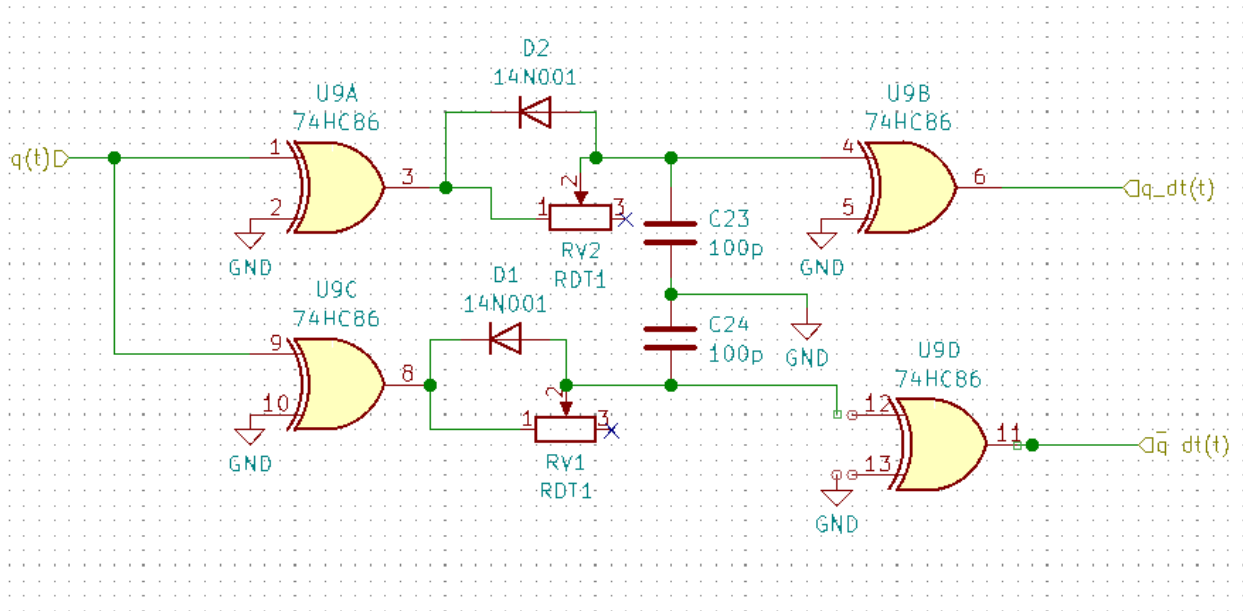 D2
14N001
U9A
74HC86
U9B
74HC86
q(t)
1
2
3
GND
2
1
3
RV2
RDT1
C23
100p
4
5
6
GND
q_dt(t)
U9C
74HC86
D1
14N001
9
10
8
GND
2
1
3
RV1
RDT1
C24
100p
GND
U9D
74HC86
12
13
11
GND
q̅_dt(t)